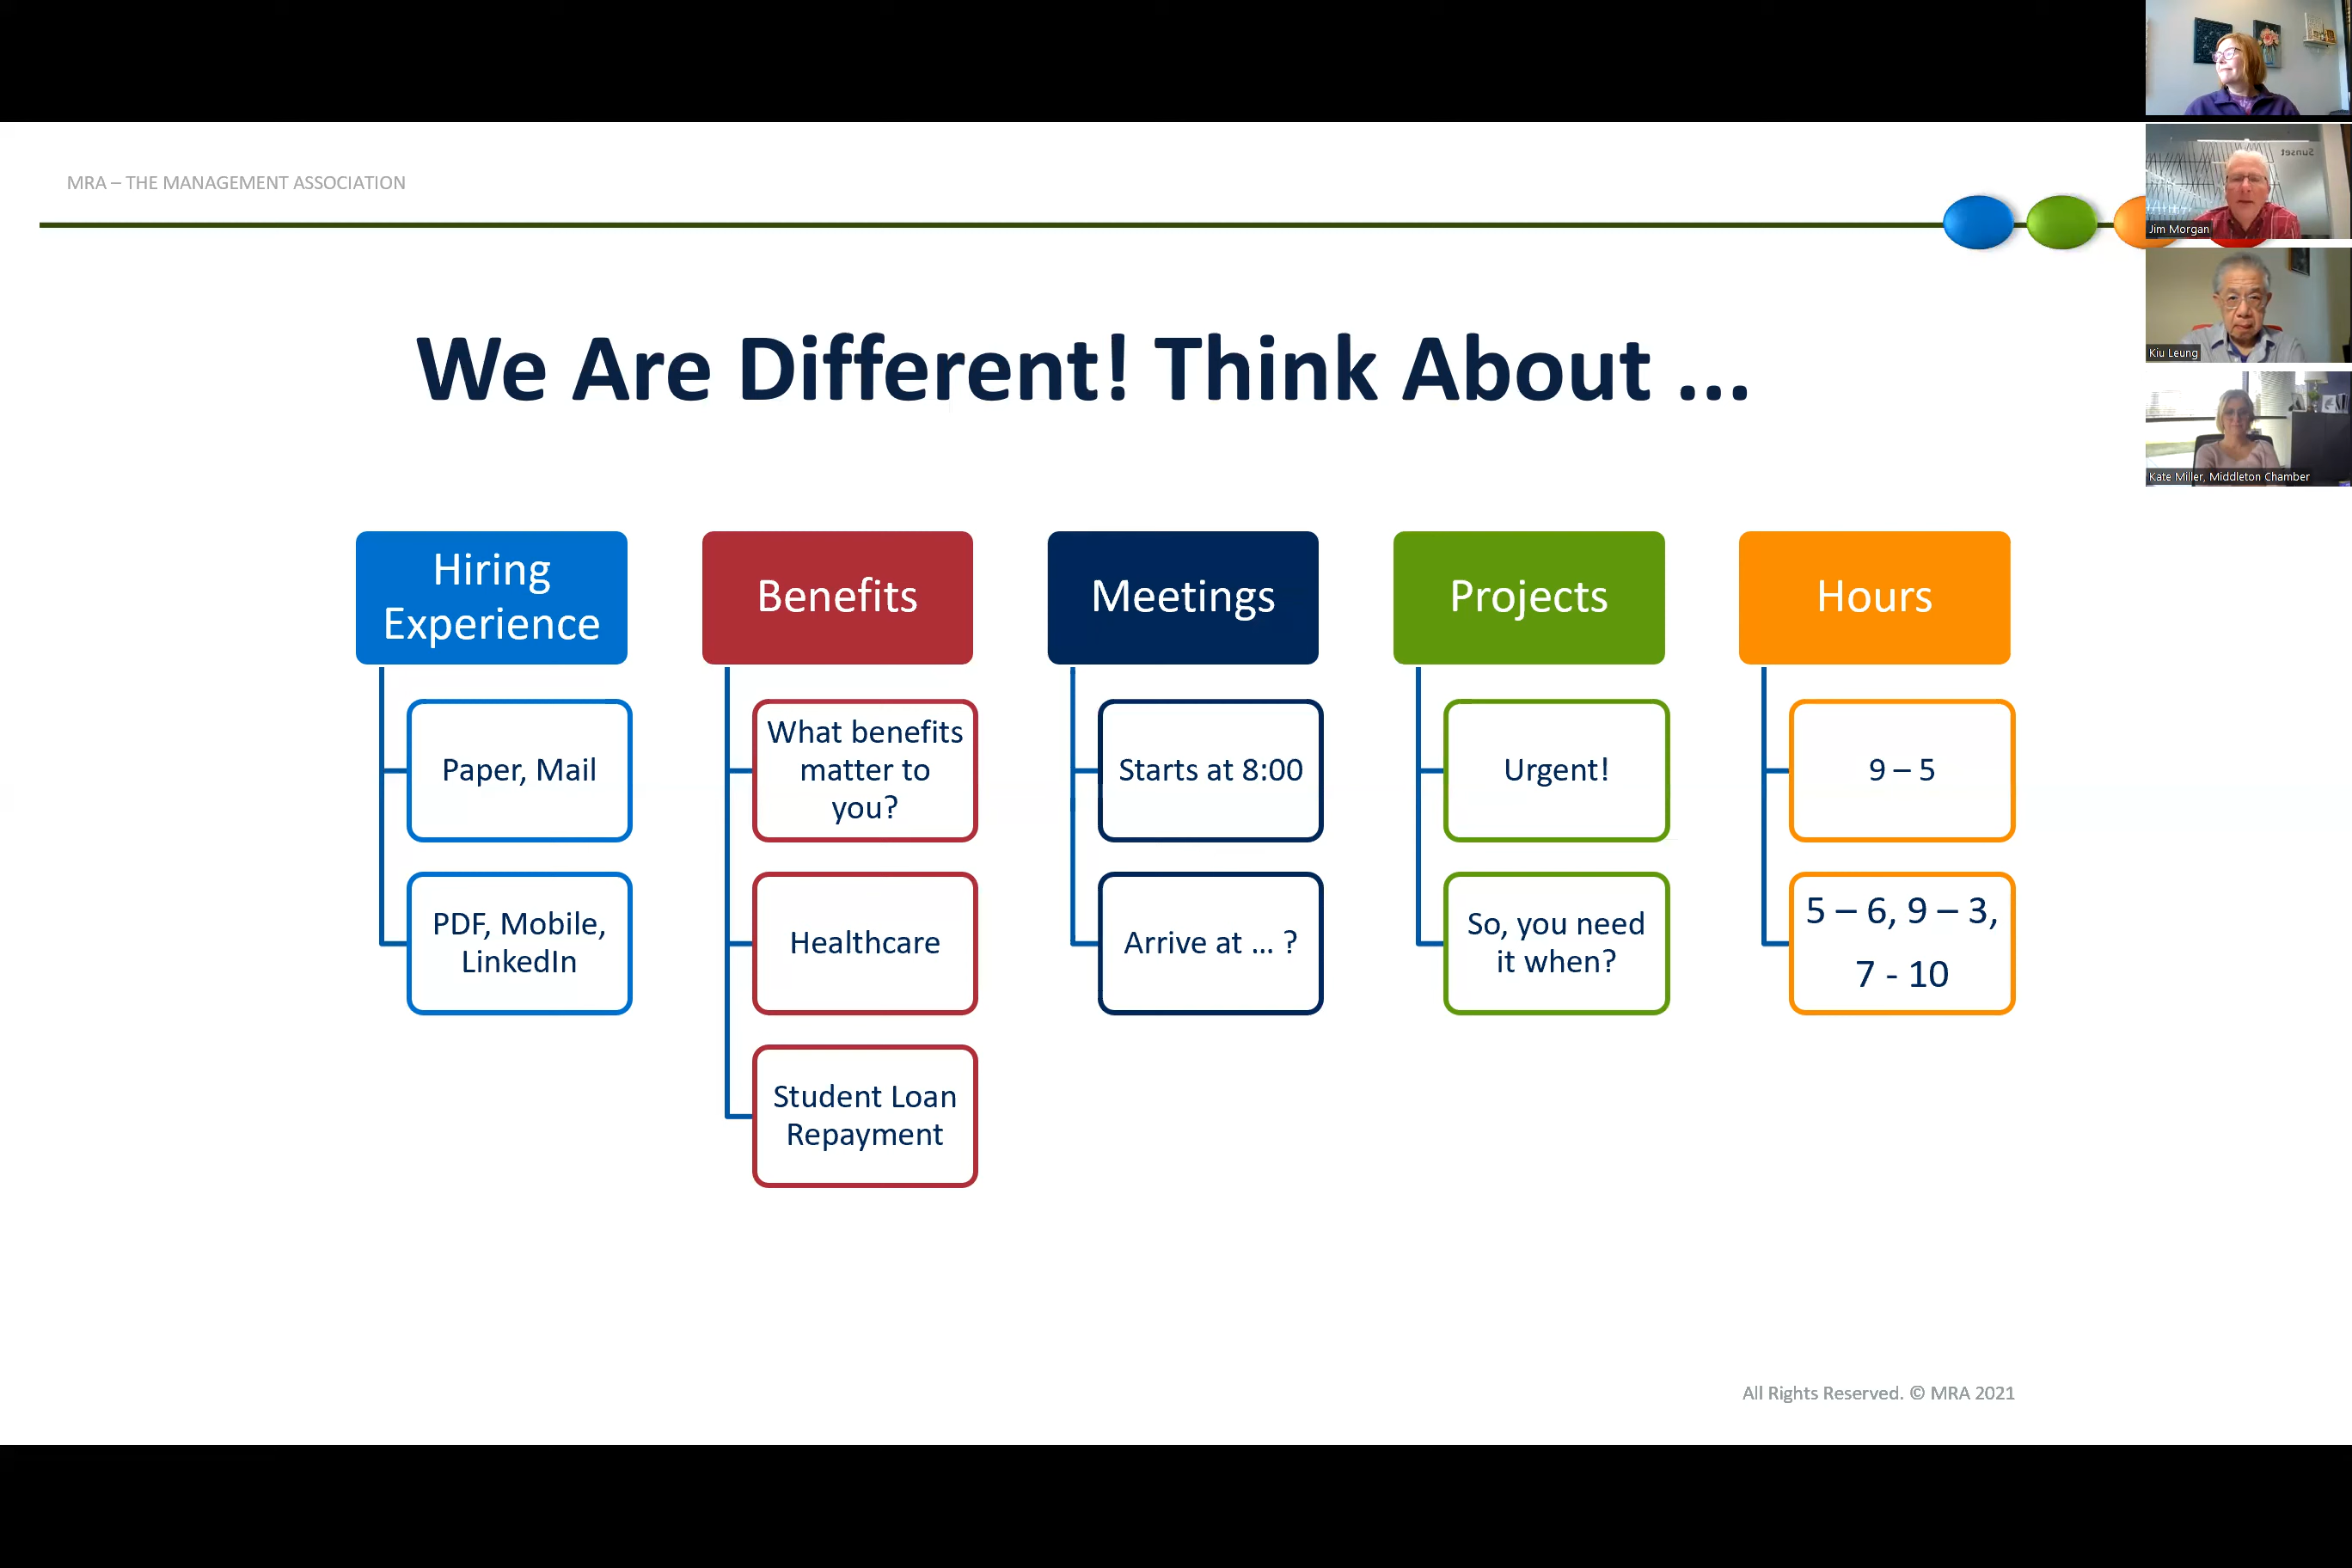 MRA – THE MANAGEMENT ASSOCIATION
We Are Different! Think About ...
Hiring
Experience
Paper, Mail
PDF, Mobile,
LinkedIn
Benefits
What benefits
matter to
you?
Healthcare
Student Loan
Repayment
Meetings
Starts at 8:00
Arrive at ... ?
Projects
Urgent!
So, you need
it when?
Hours
9 – 5
5 – 6, 9 – 3,
7 - 10
All Rights Reserved. © MRA 2021
Sunset
Jim Morgan
Kiu Leung
Kate Miller, Middleton Chamber